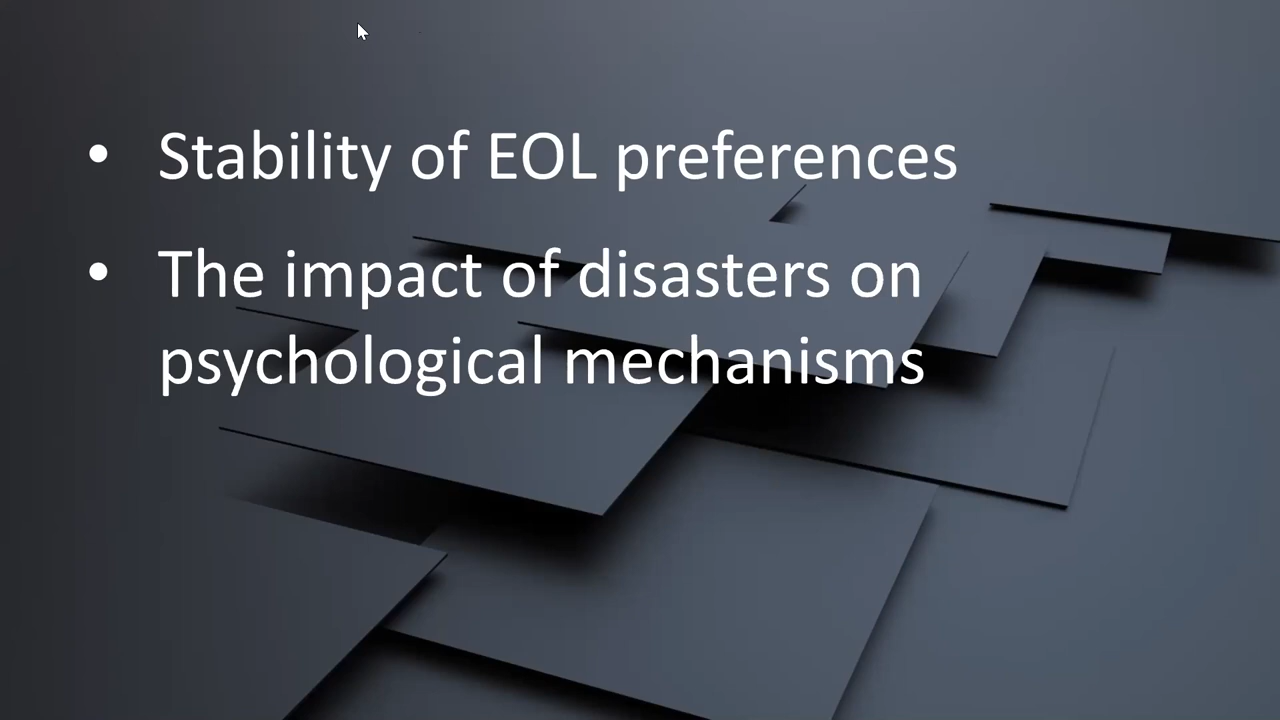 • Stability of EOL preferences
• The impact of disasters on
psychological mechanisms